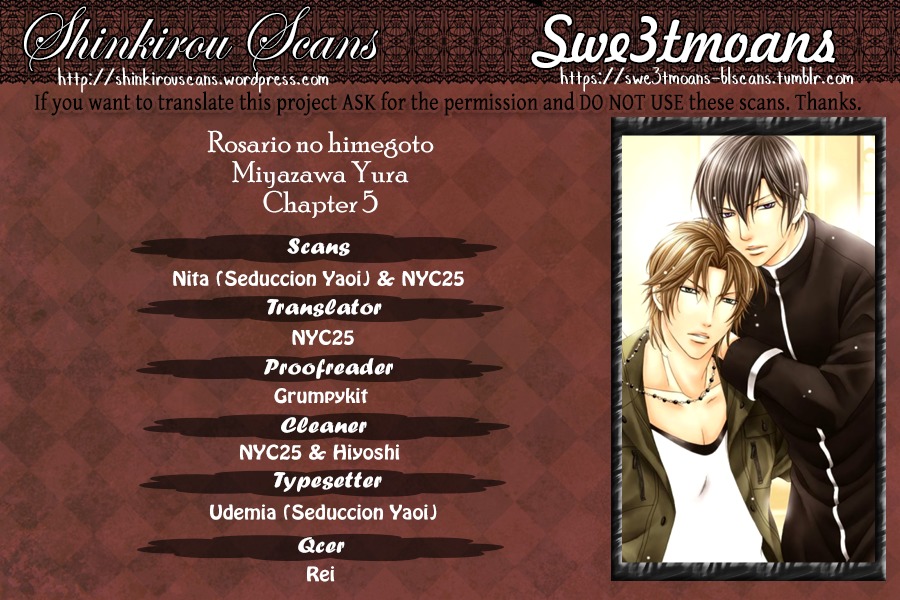 Shinkirou Scans
Swe3tmoans
http://shinkirouscans.wordpress.com
https://swe3tmoans-blscans.tumblr.com
If you want to translate this project ASK for the permission and DO NOT USE these scans. Thanks.
Rosario no himegoto
Miyazawa Yura
Chapter 5
Scans
Nita (Seduccion Yaoi) & NYC25
Translator
NYC25
Proofreader
Grumpykit
Cleaner
NYC25 & Hiyoshi
Typesetter
Udemia (Seduccion Yaoi)
Qcer
Rei